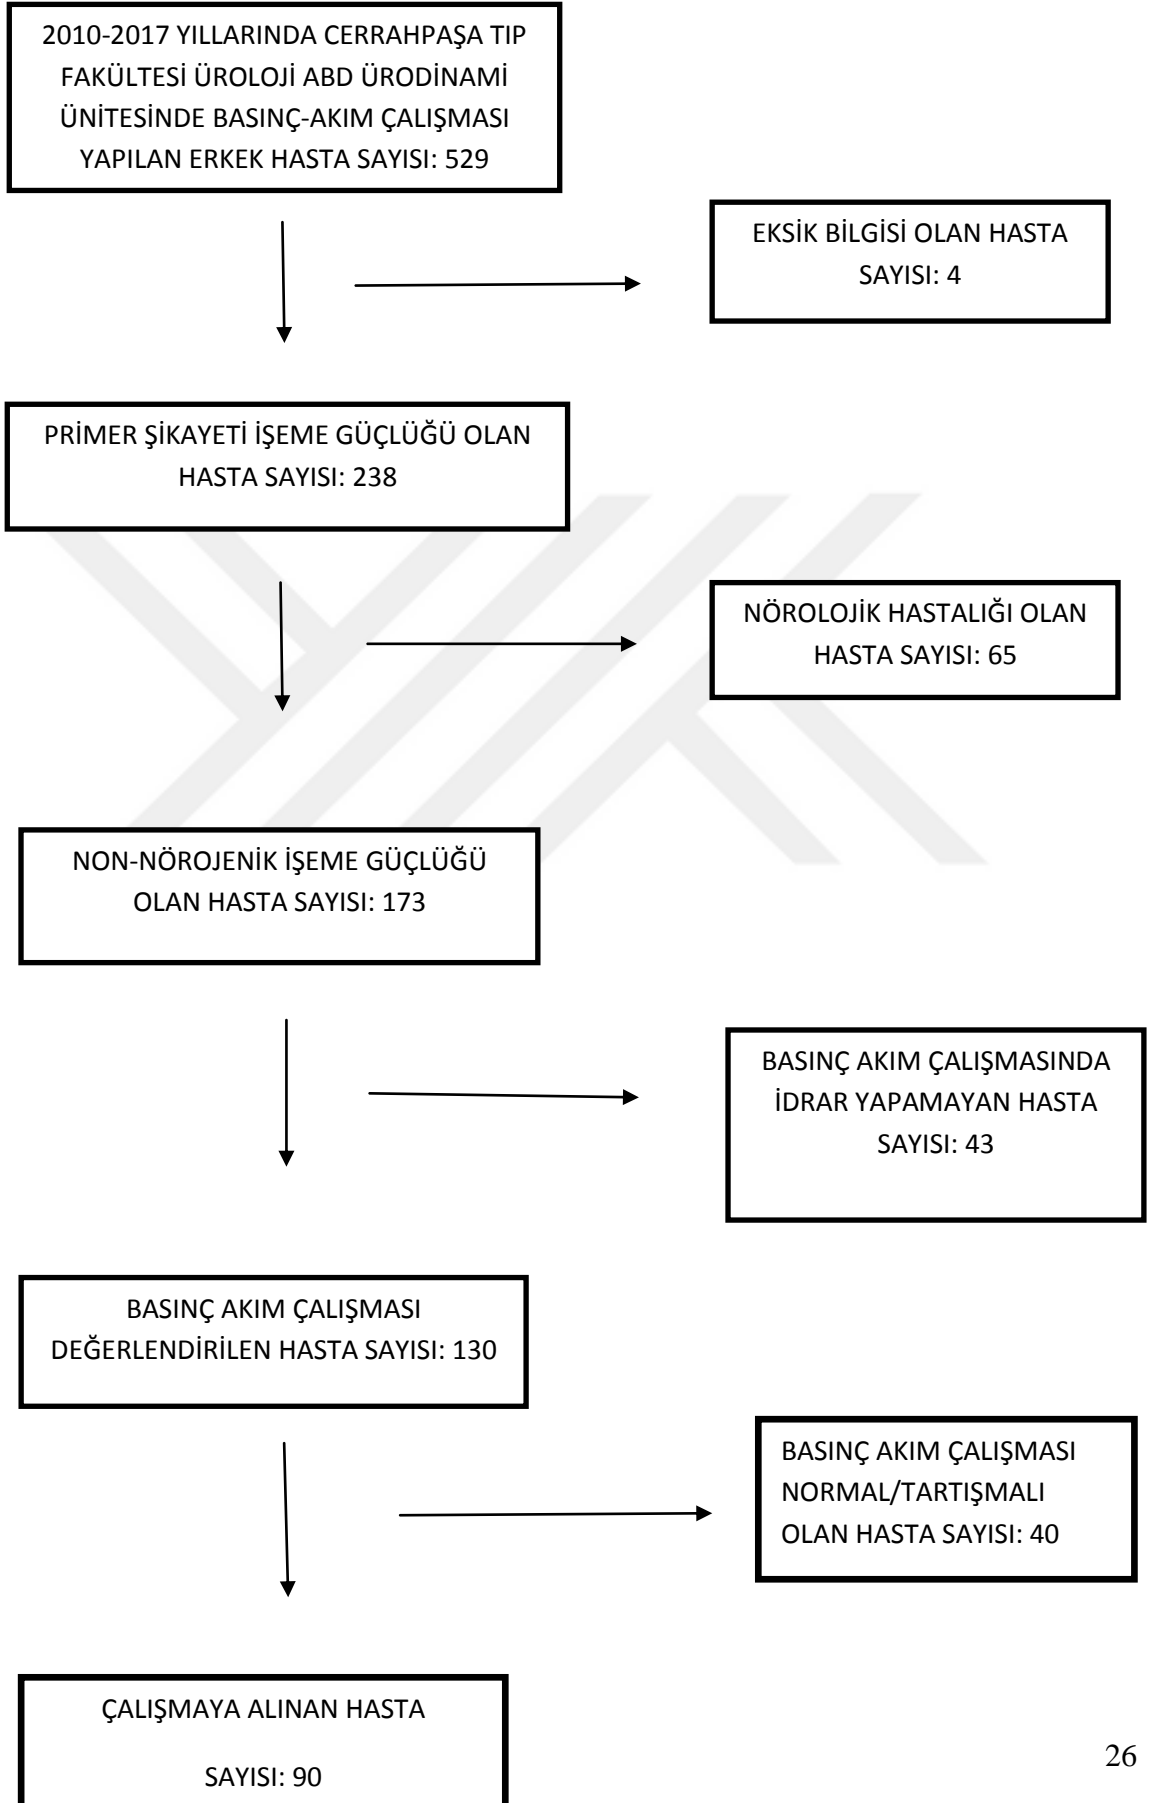 2010-2017 YILLARINDA CERRAHPAŞA TIP
FAKÜLTESİ ÜROLOJİ ABD ÜRODİNAMİ
ÜNİTESİNDE BASINÇ-AKIM ÇALIŞMASI
YAPILAN ERKEK HASTA SAYISI: 529
EKSİK BİLGİSİ OLAN HASTA
SAYISI: 4
PRİMER ŞİKAYETİ İŞEME GÜÇLÜĞÜ OLAN
HASTA SAYISI: 238
NÖROLOJİK HASTALIĞI OLAN
HASTA SAYISI: 65
NON-NÖROJENİK İŞEME GÜÇLÜĞÜ
OLAN HASTA SAYISI: 173
BASINÇ AKIM ÇALIŞMASINDA
İDRAR YAPAMAYAN HASTA
SAYISI: 43
BASINÇ AKIM ÇALIŞMASI
DEĞERLENDİRİLEN HASTA SAYISI: 130
BASINÇ AKIM ÇALIŞMASI
NORMAL/TARTIŞMALI
OLAN HASTA SAYISI: 40
ÇALIŞMAYA ALINAN HASTA
SAYISI: 90
26